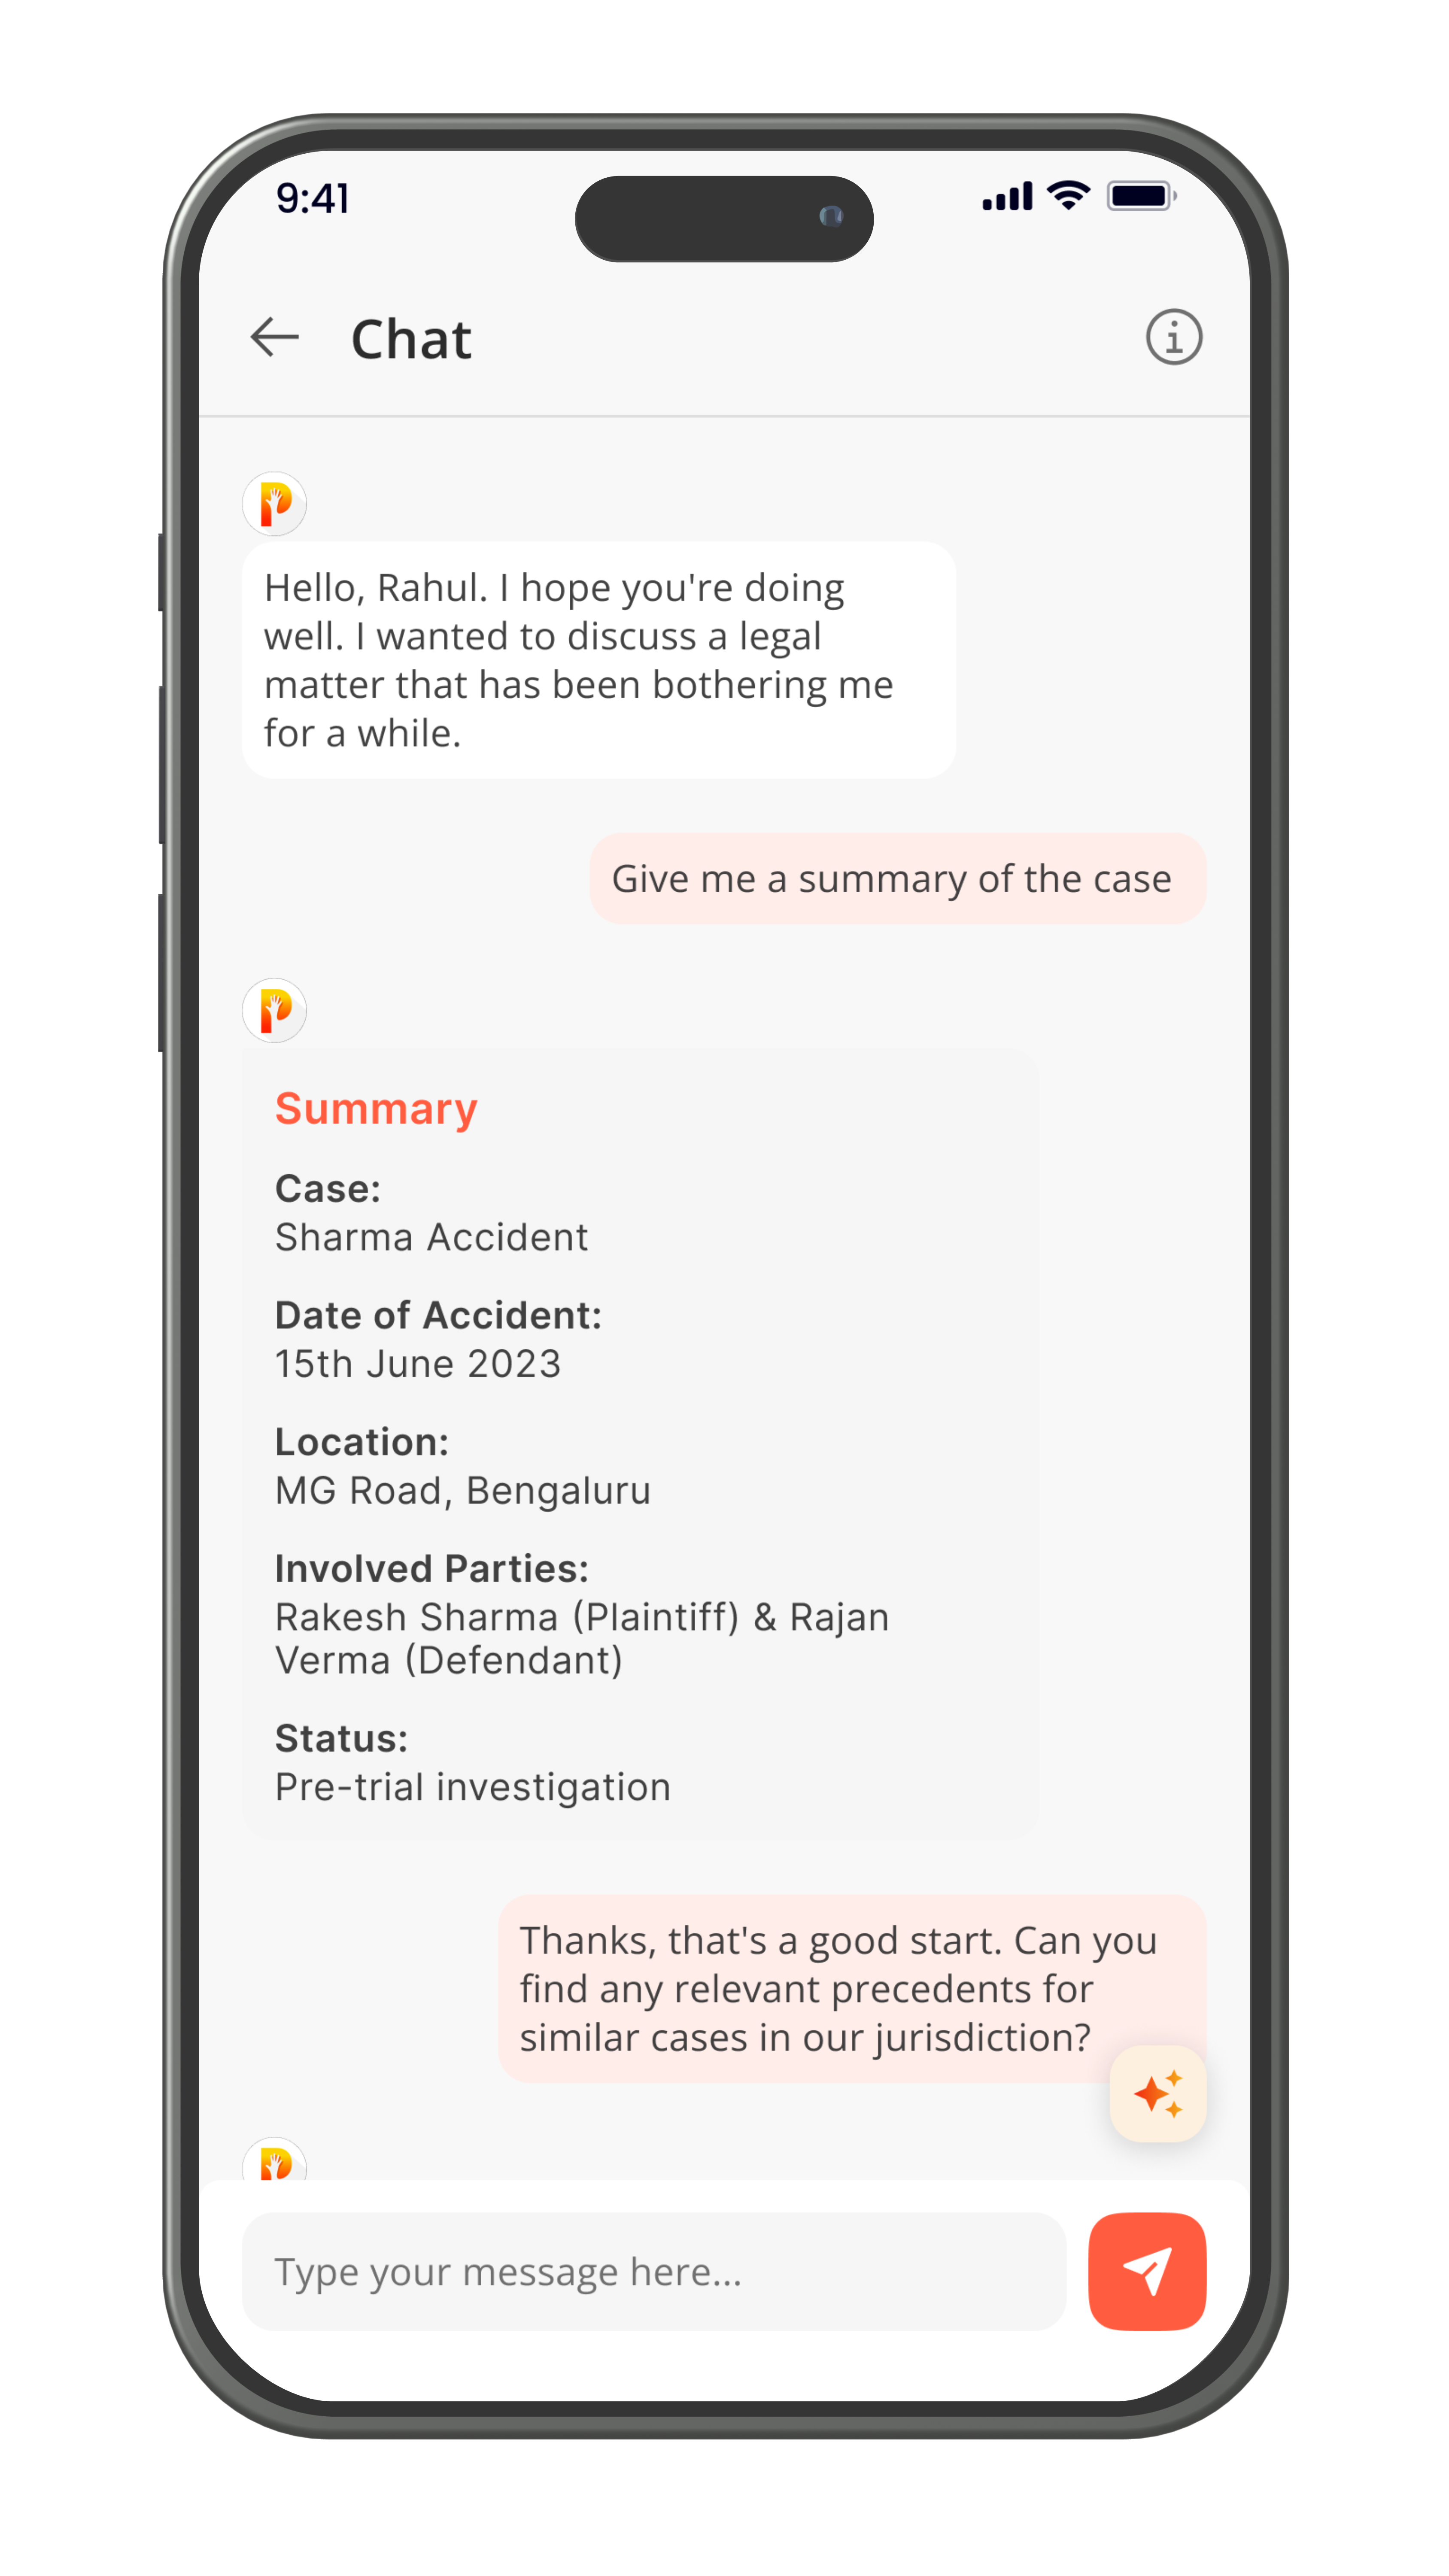 9:41
Chat
Hello, Rahul. I hope you're doing
well. I wanted to discuss a legal
matter that has been bothering me
for a while.
Give me a summary of the case
Summary
Case:
Sharma Accident
Date of Accident:
15th June 2023
Location:
MG Road, Bengaluru
Involved Parties:
Rakesh Sharma (Plaintiff) & Rajan
Verma (Defendant)
Status:
Pre-trial investigation
Thanks, that's a good start. Can you
find any relevant precedents for
similar cases in our jurisdiction?
Type your message here...